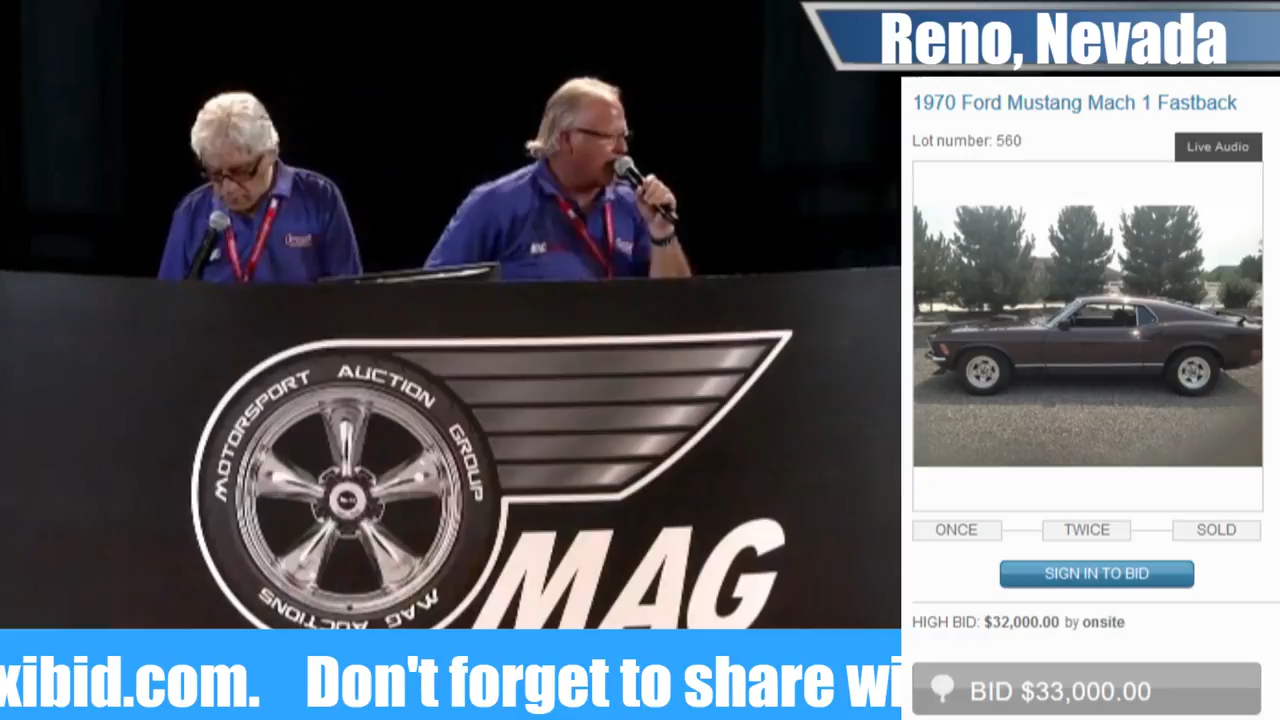 Reno, Nevada
1970 Ford Mustang Mach 1 Fastback
Lot number: 560
Live Audio
MOTORSPORT AUCTION GROUP
MAG AUCTIONS
MAG
ONCE
TWICE
SOLD
SIGN IN TO BID
HIGH BID: $32,000.00 by onsite
BID $33,000.00
xibid.com. Don't forget to share wi